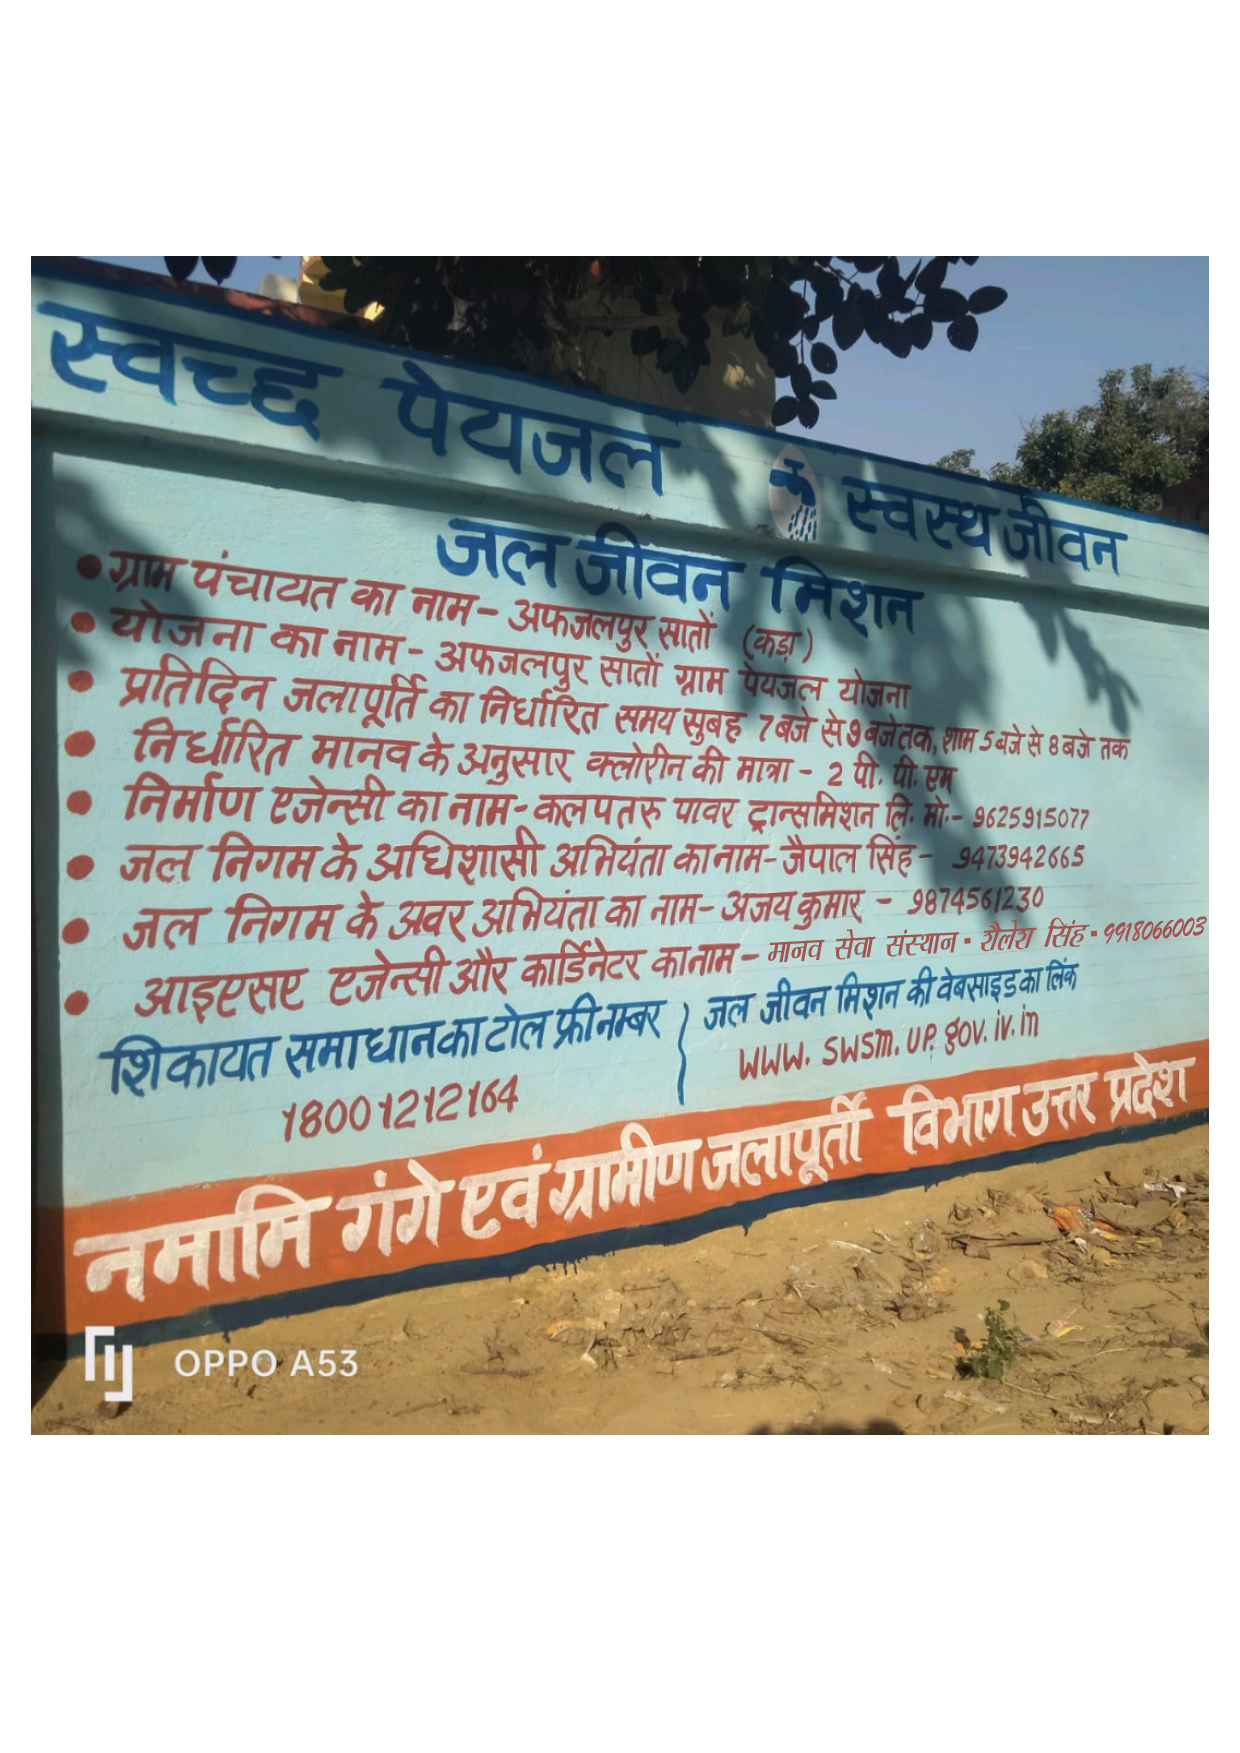 स्वच्छ पेयजल स्वस्थ जीवन
जल जीवन मिशन
• ग्राम पंचायत का नाम - अफजलपुर सातों (कड़ा)
• योजना का नाम - अफजलपुर सातों ग्राम पेयजल योजना
• प्रतिदिन जलापूर्ति का निर्धारित समय सुबह 7 बजे से 9 बजे तक, शाम 5 बजे से 8 बजे तक
• निर्धारित मानव के अनुसार क्लोरीन की मात्रा - 2 पी. पी. एम
• निर्माण एजेन्सी का नाम - कलपतरु पावर ट्रान्समिशन लि. मो. - 9625915077
• जल निगम के अधिशासी अभियंता का नाम - जैपाल सिंह - 9473942665
• जल निगम के अवर अभियंता का नाम - अजय कुमार - 9874561230
• आइएसए एजेन्सी और कार्डिनेटर का नाम - मानव सेवा संस्थान - शैलेश सिंह - 9918066003
शिकायत समाधान का टोल फ्री नम्बर
18001212164
जल जीवन मिशन की वेबसाइड का लिंक
www. swsm. up. gov. iv. in
नमामि गंगे एवं ग्रामीण जलापूर्ती विभाग उत्तर प्रदेश
OPPO A53